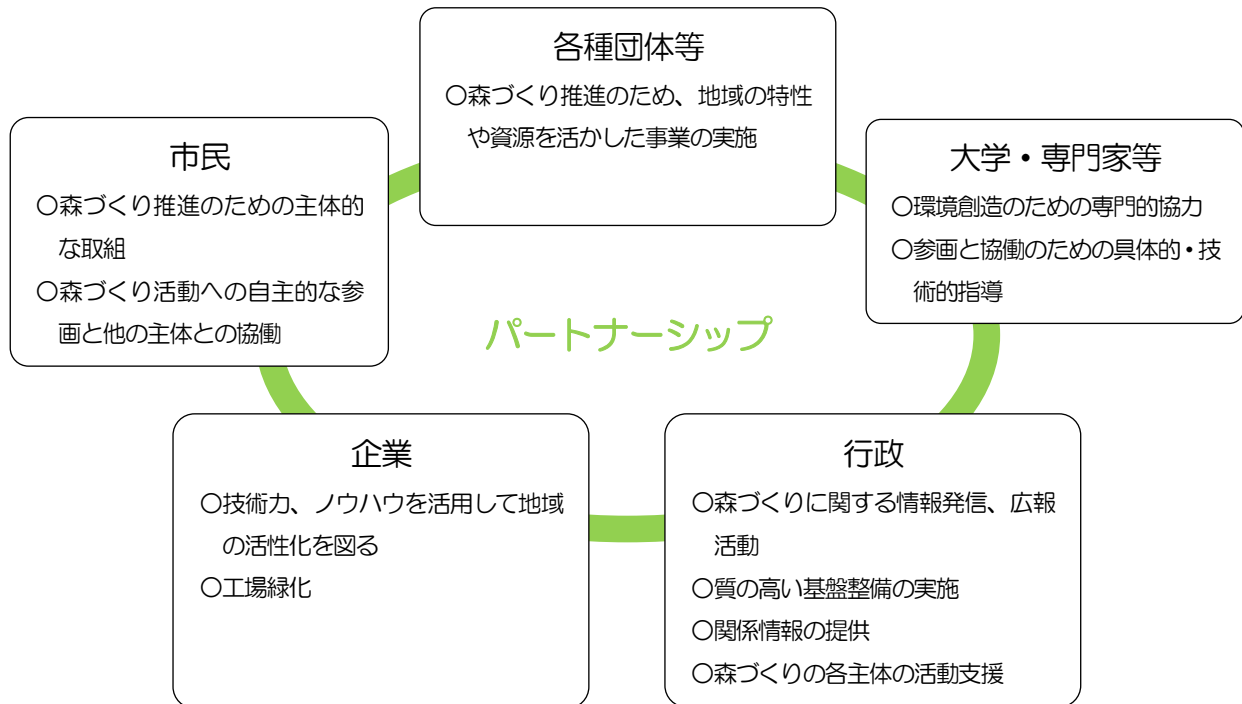 各種団体等
○森づくり推進のため、地域の特性
や資源を活かした事業の実施
市民
○森づくり推進のための主体的
な取組
○森づくり活動への自主的な参
画と他の主体との協働
大学・専門家等
○環境創造のための専門的協力
○参画と協働のための具体的・技
術的指導
パートナーシップ
企業
○技術力、ノウハウを活用して地域
の活性化を図る
○工場緑化
行政
○森づくりに関する情報発信、広報
活動
○質の高い基盤整備の実施
○関係情報の提供
○森づくりの各主体の活動支援